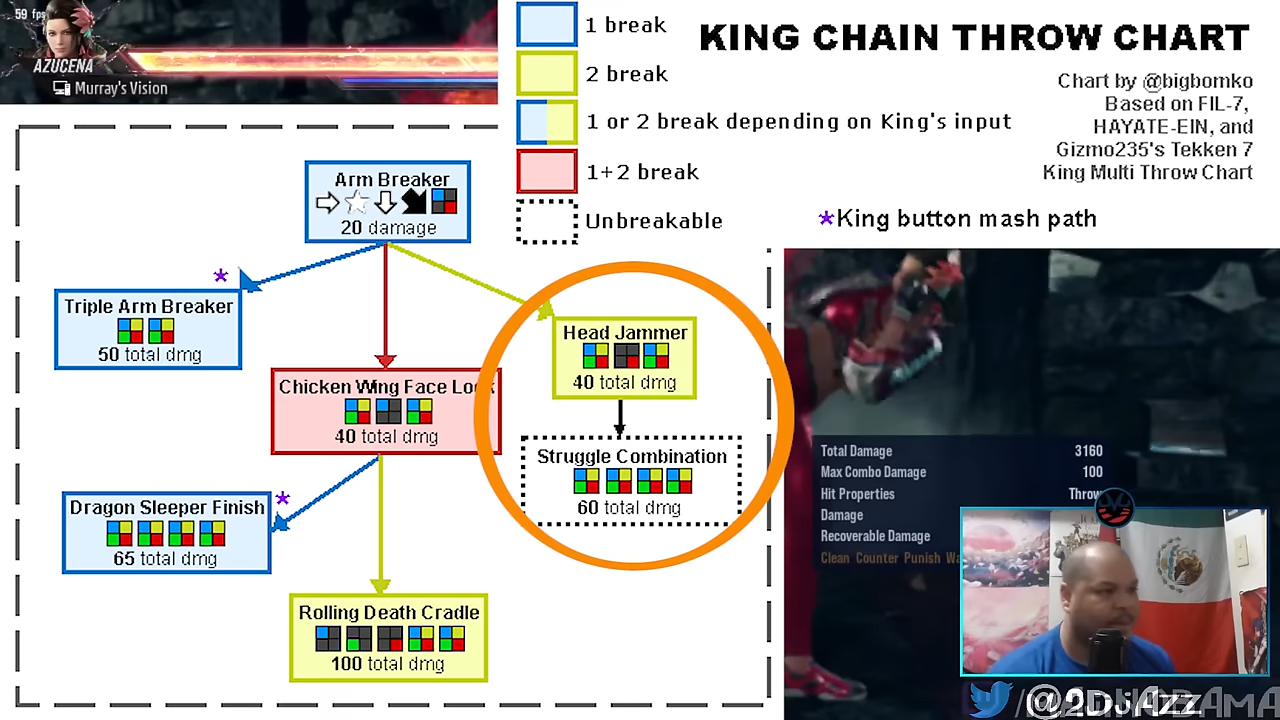 59 fps
AZUCENA
Murray's Vision
1 break
2 break
1 or 2 break depending on King's input
1+2 break
Unbreakable
KING CHAIN THROW CHART
Chart by @bigbomko
Based on FIL-7,
HAYATE-EIN, and
Gizmo235's Tekken 7
King Multi Throw Chart
*King button mash path
Arm Breaker
20 damage
*
Triple Arm Breaker
50 total dmg
Head Jammer
40 total dmg
Chicken Wing Face Lock
40 total dmg
Struggle Combination
60 total dmg
*
Dragon Sleeper Finish
65 total dmg
Rolling Death Cradle
100 total dmg
Total Damage 3160
Max Combo Damage 100
Hit Properties Throw
Damage
Recoverable Damage
Clean Counter Punish
@2DJAzz